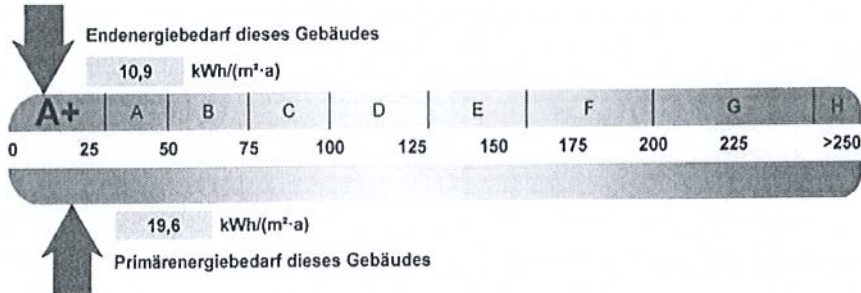 Endenergiebedarf dieses Gebäudes
10,9 kWh/(m²·a)
A+ A B C D E F G H
0 25 50 75 100 125 150 175 200 225 >250
19,6 kWh/(m²·a)
Primärenergiebedarf dieses Gebäudes